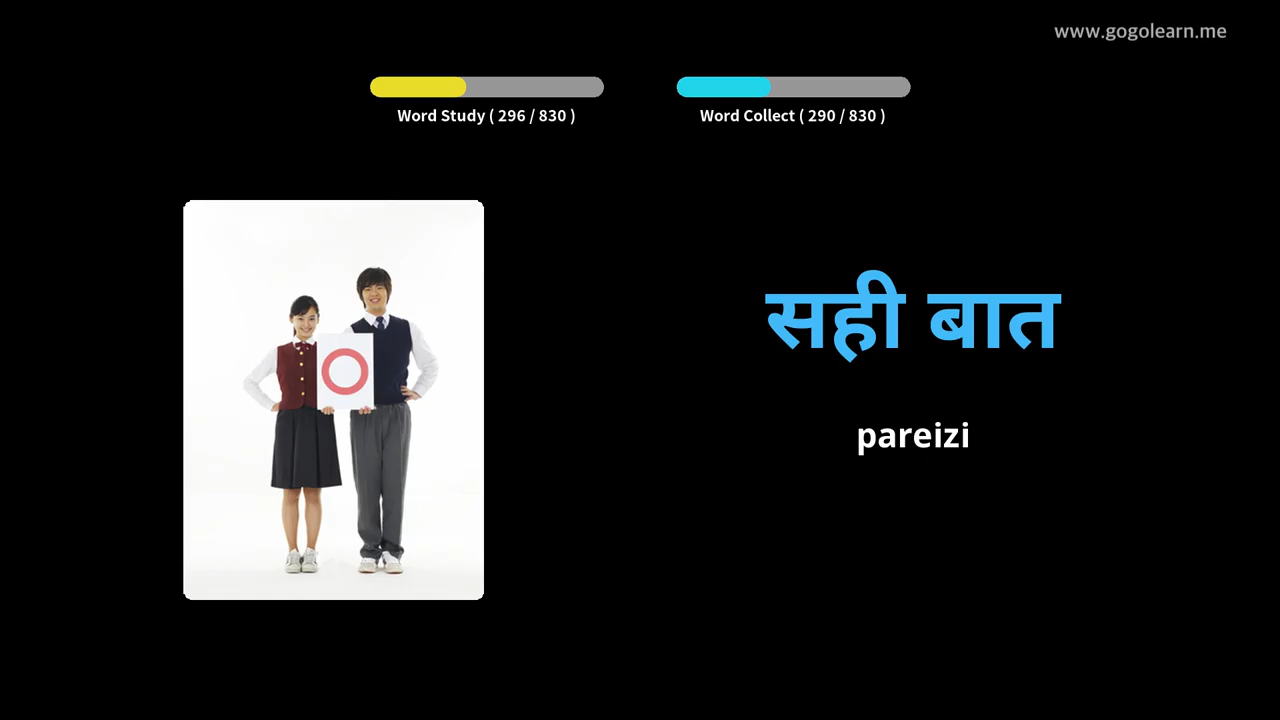 www.gogolearn.me
Word Study ( 296 / 830 )
Word Collect ( 290 / 830 )
सही बात
pareizi